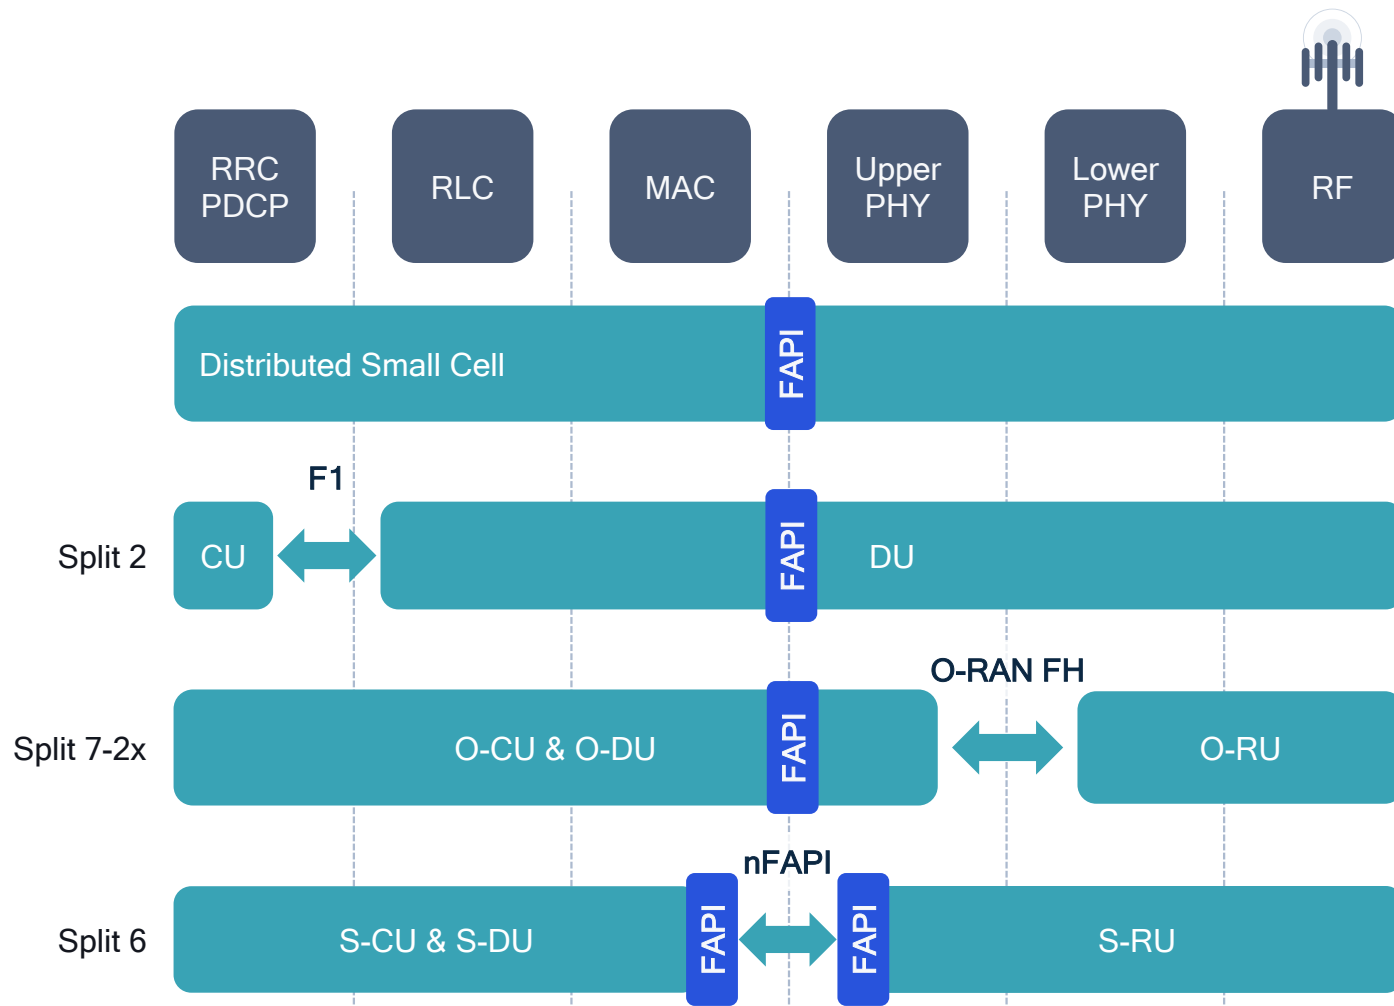 RRC
PDCP
RLC
MAC
Upper
PHY
Lower
PHY
RF
Distributed Small Cell
FAPI
F1
Split 2
CU
FAPI
DU
O-RAN FH
Split 7-2x
O-CU & O-DU
FAPI
O-RU
nFAPI
Split 6
S-CU & S-DU
FAPI
FAPI
S-RU